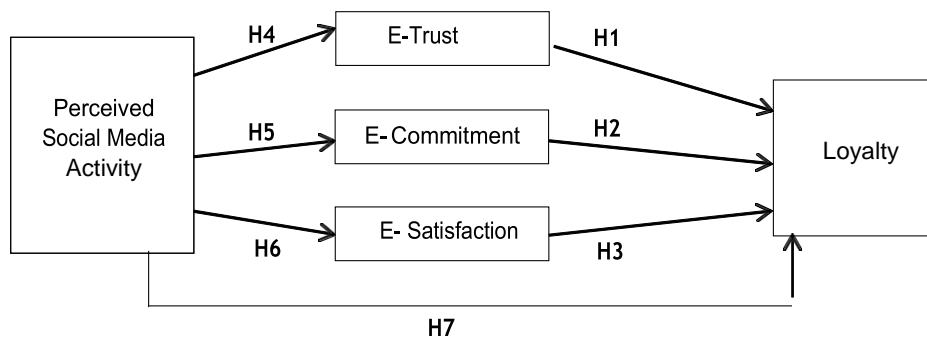 H4
E-Trust
H1
Perceived
Social Media
Activity
H5
E- Commitment
H2
Loyalty
H6
E- Satisfaction
H3
H7